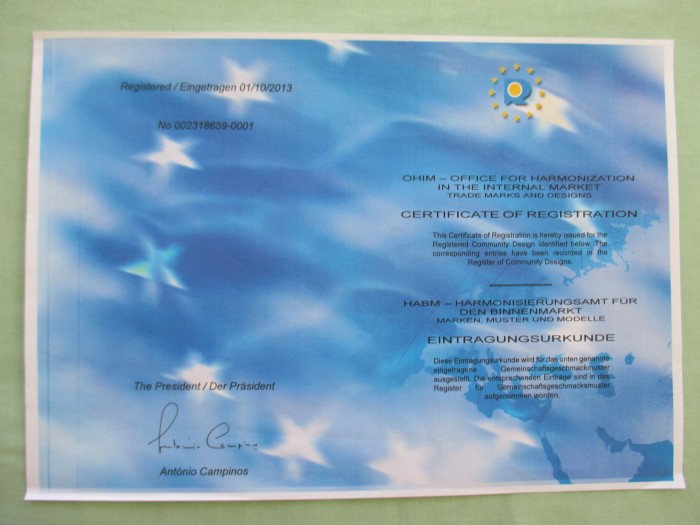 Registered / Eingetragen 01/10/2013
No 002318659-0001
OHIM – OFFICE FOR HARMONIZATION
IN THE INTERNAL MARKET
TRADE MARKS AND DESIGNS
CERTIFICATE OF REGISTRATION
This Certificate of Registration is hereby issued for the
Registered Community Design identified below. The
corresponding entries have been recorded in the
Register of Community Designs.
HABM – HARMONISIERUNGSAMT FÜR
DEN BINNENMARKT
MARKEN, MUSTER UND MODELLE
EINTRAGUNGSURKUNDE
Diese Eintragungsurkunde wird für das unten genannte
eingetragene Gemeinschaftsgeschmacksmuster
ausgestellt. Die entsprechenden Einträge sind in das
Register für Gemeinschaftsgeschmacksmuster
aufgenommen worden.
The President / Der Präsident
António Campinos
António Campinos